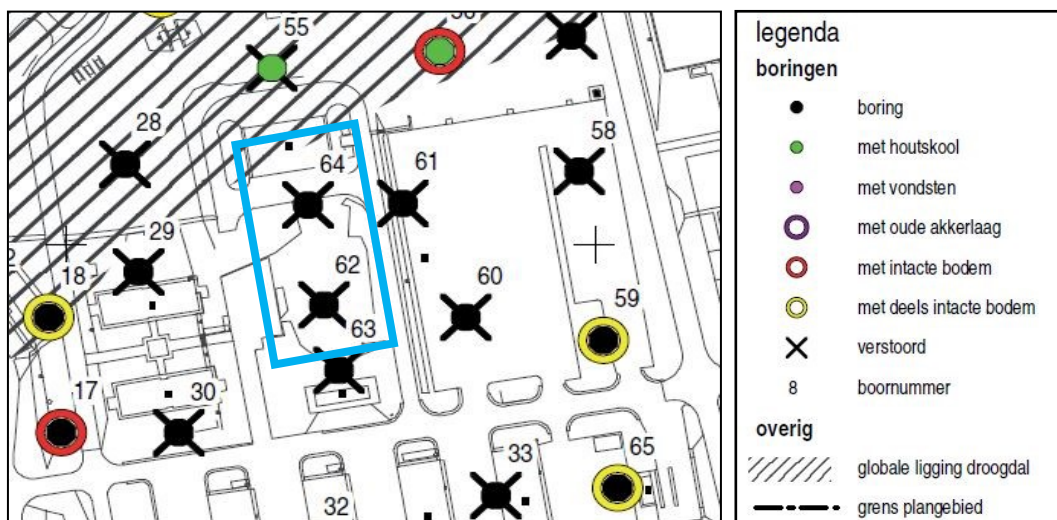 55
28
64
61
58
29
18
62
60
59
63
17
30
33
65
32
legenda
boringen
boring
met houtskool
met vondsten
met oude akkerlaag
met intacte bodem
met deels intacte bodem
verstoord
8 boornummer
overig
globale ligging droogdal
grens plangebied